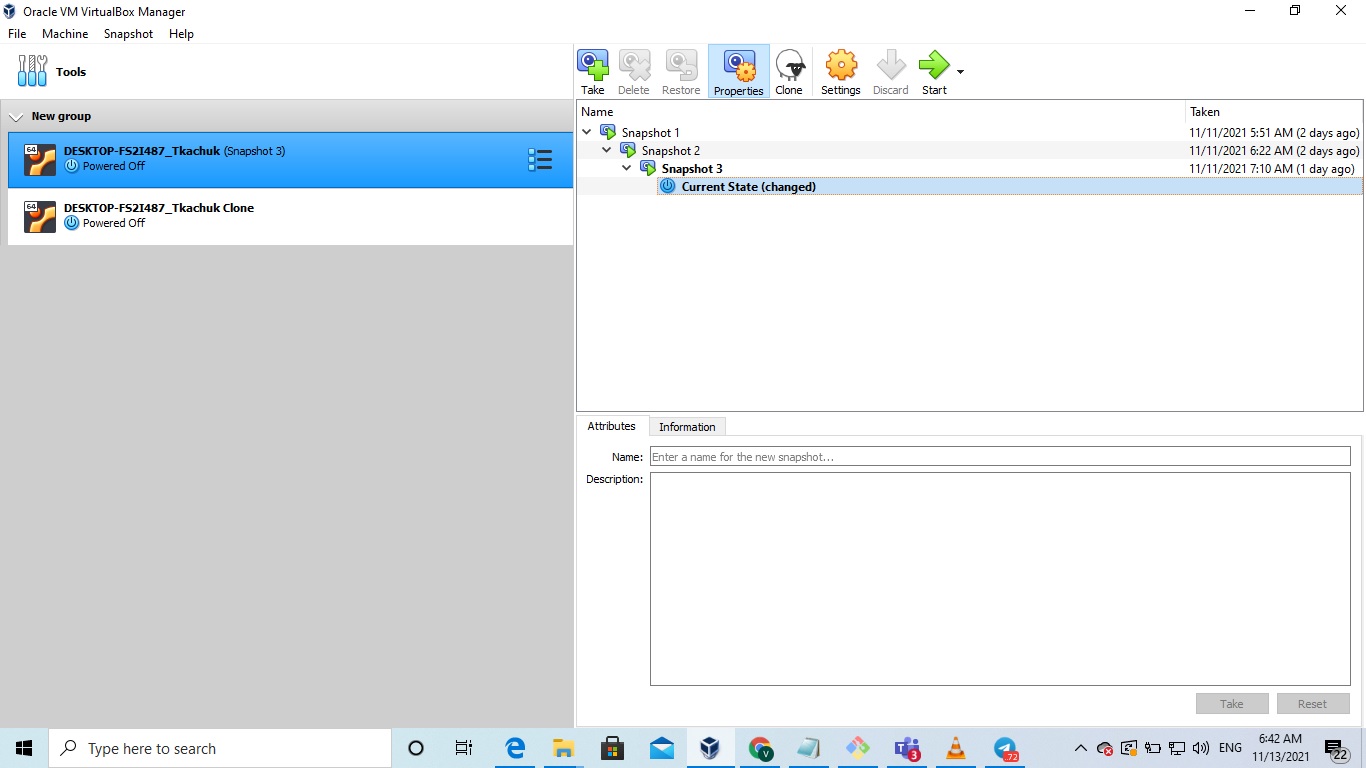 Oracle VM VirtualBox Manager
File Machine Snapshot Help
Tools
New group
64
DESKTOP-FS2I487_Tkachuk (Snapshot 3)
Powered Off
64
DESKTOP-FS2I487_Tkachuk Clone
Powered Off
Take Delete Restore Properties Clone Settings Discard Start
Name Taken
Snapshot 1 11/11/2021 5:51 AM (2 days ago)
Snapshot 2 11/11/2021 6:22 AM (2 days ago)
Snapshot 3 11/11/2021 7:10 AM (1 day ago)
Current State (changed)
Attributes Information
Name: Enter a name for the new snapshot...
Description:
Take Reset
Type here to search
V
3
72
ENG
6:42 AM
11/13/2021
22